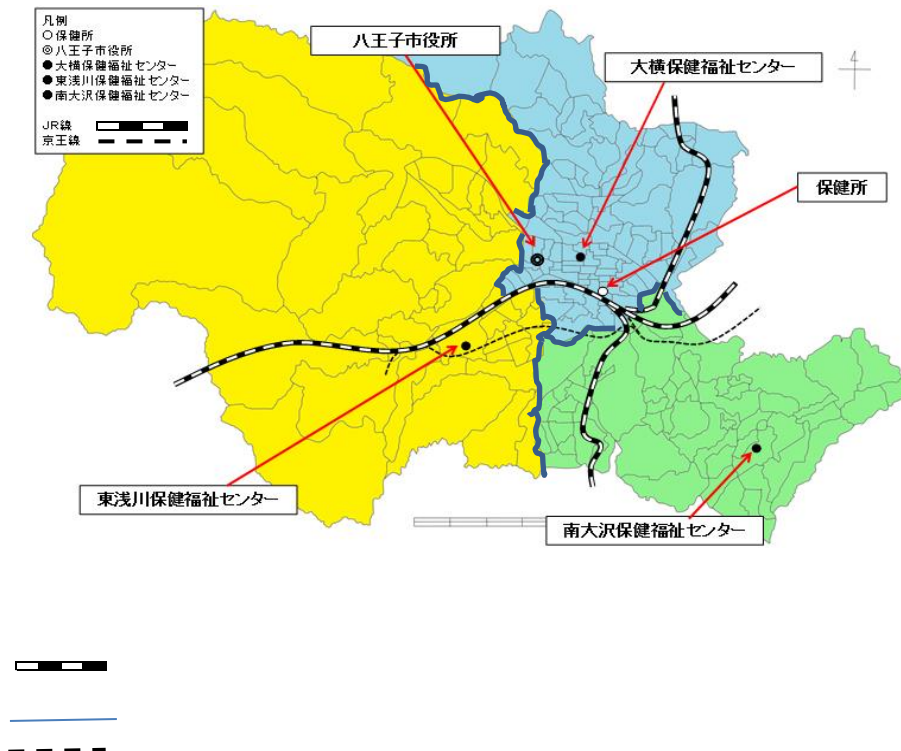 凡例
○保健所
◎八王子市役所
●大横保健福祉センター
●東浅川保健福祉センター
●南大沢保健福祉センター
JR線
京王線
八王子市役所
大横保健福祉センター
保健所
東浅川保健福祉センター
南大沢保健福祉センター